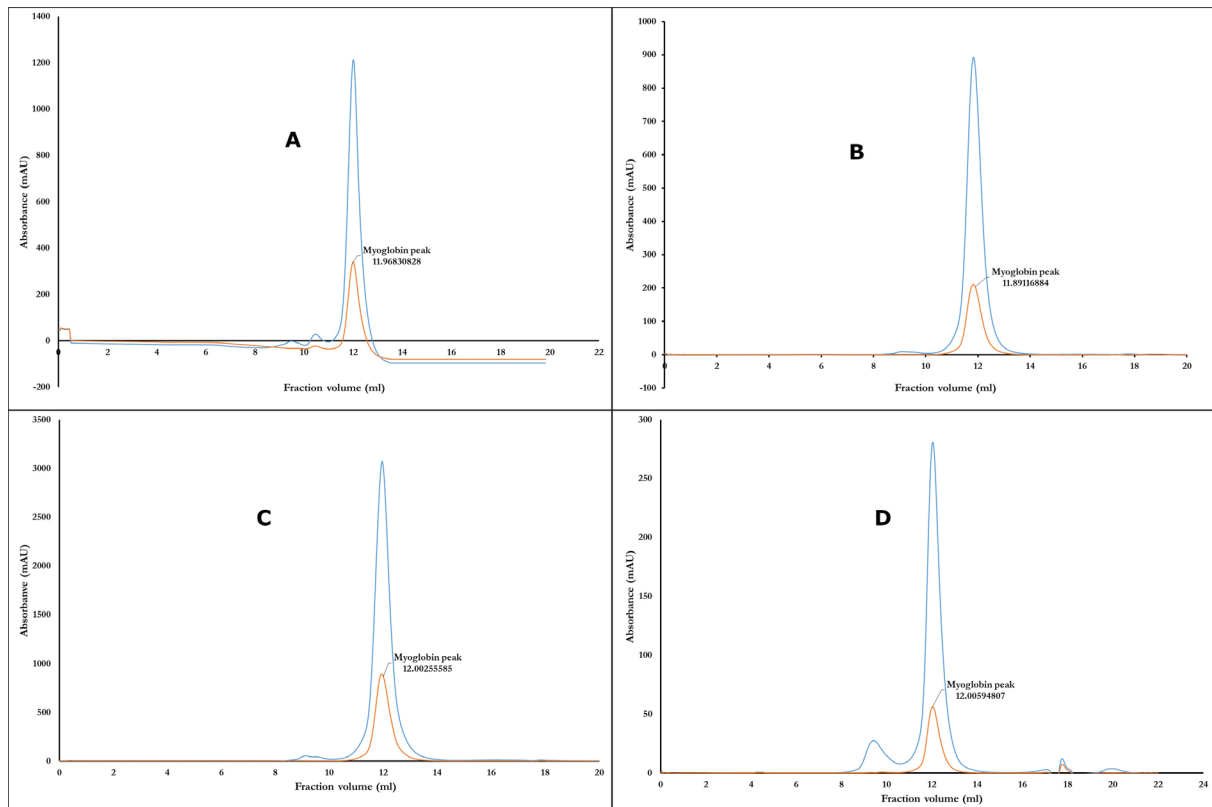 1400
1200
1000
800
600
400
200
0
-200
0 2 4 6 8 10 12 14 16 18 20 22
Absorbance (mAU)
Fraction volume (ml)
A
Myoglobin peak
11.96830828
1000
900
800
700
600
500
400
300
200
100
0
-100
0 2 4 6 8 10 12 14 16 18 20
Absorbance (mAU)
Fraction volume (ml)
B
Myoglobin peak
11.89116884
3500
3000
2500
2000
1500
1000
500
0
0 2 4 6 8 10 12 14 16 18 20
Absorbanve (mAU)
Fraction volume (ml)
C
Myoglobin peak
12.00255585
300
250
200
150
100
50
0
0 2 4 6 8 10 12 14 16 18 20 22 24
Absorbance (mAU)
Fraction volume (ml)
D
Myoglobin peak
12.00594807